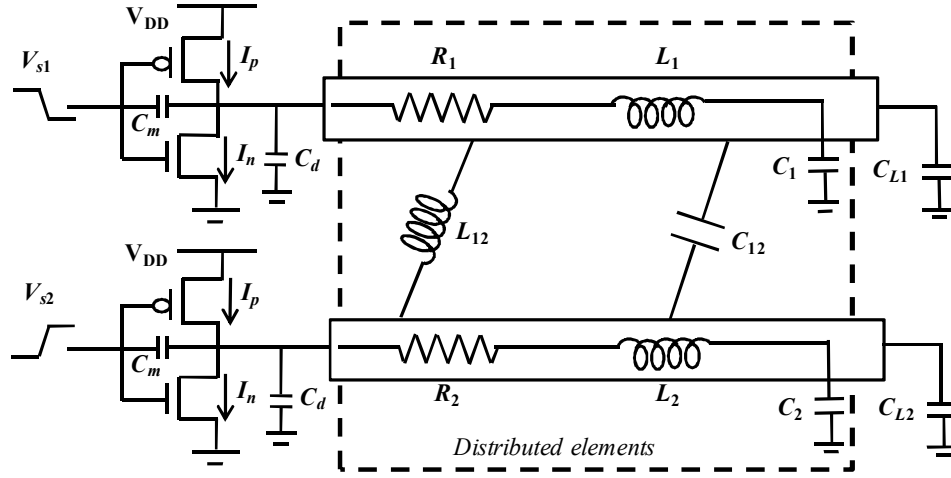 V_DD
V_s1
I_p
R_1
L_1
C_m
I_n
C_d
C_1
C_L1
L_12
C_12
V_DD
V_s2
I_p
C_m
I_n
C_d
R_2
L_2
C_2
C_L2
Distributed elements